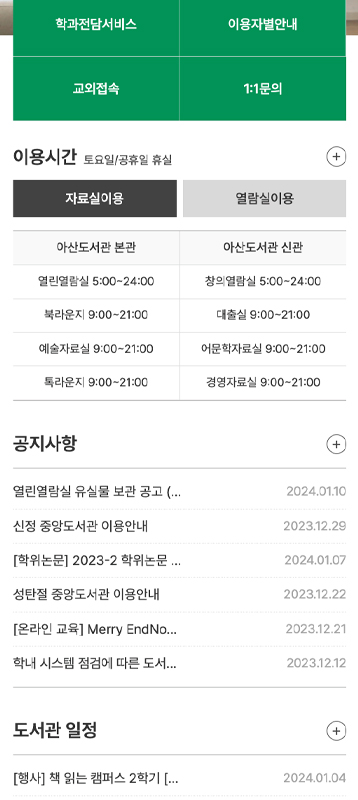 학과전담서비스 이용자별안내
교외접속 1:1문의
이용시간 토요일/공휴일 휴실
자료실이용 열람실이용
아산도서관 본관 아산도서관 신관
열린열람실 5:00~24:00 창의열람실 5:00~24:00
북라운지 9:00~21:00 대출실 9:00~21:00
예술자료실 9:00~21:00 어문학자료실 9:00~21:00
톡라운지 9:00~21:00 경영자료실 9:00~21:00
공지사항
열린열람실 유실물 보관 공고 (... 2024.01.10
신정 중앙도서관 이용안내 2023.12.29
[학위논문] 2023-2 학위논문 ... 2024.01.07
성탄절 중앙도서관 이용안내 2023.12.22
[온라인 교육] Merry EndNo... 2023.12.21
학내 시스템 점검에 따른 도서... 2023.12.12
도서관 일정
[행사] 책 읽는 캠퍼스 2학기 [... 2024.01.04